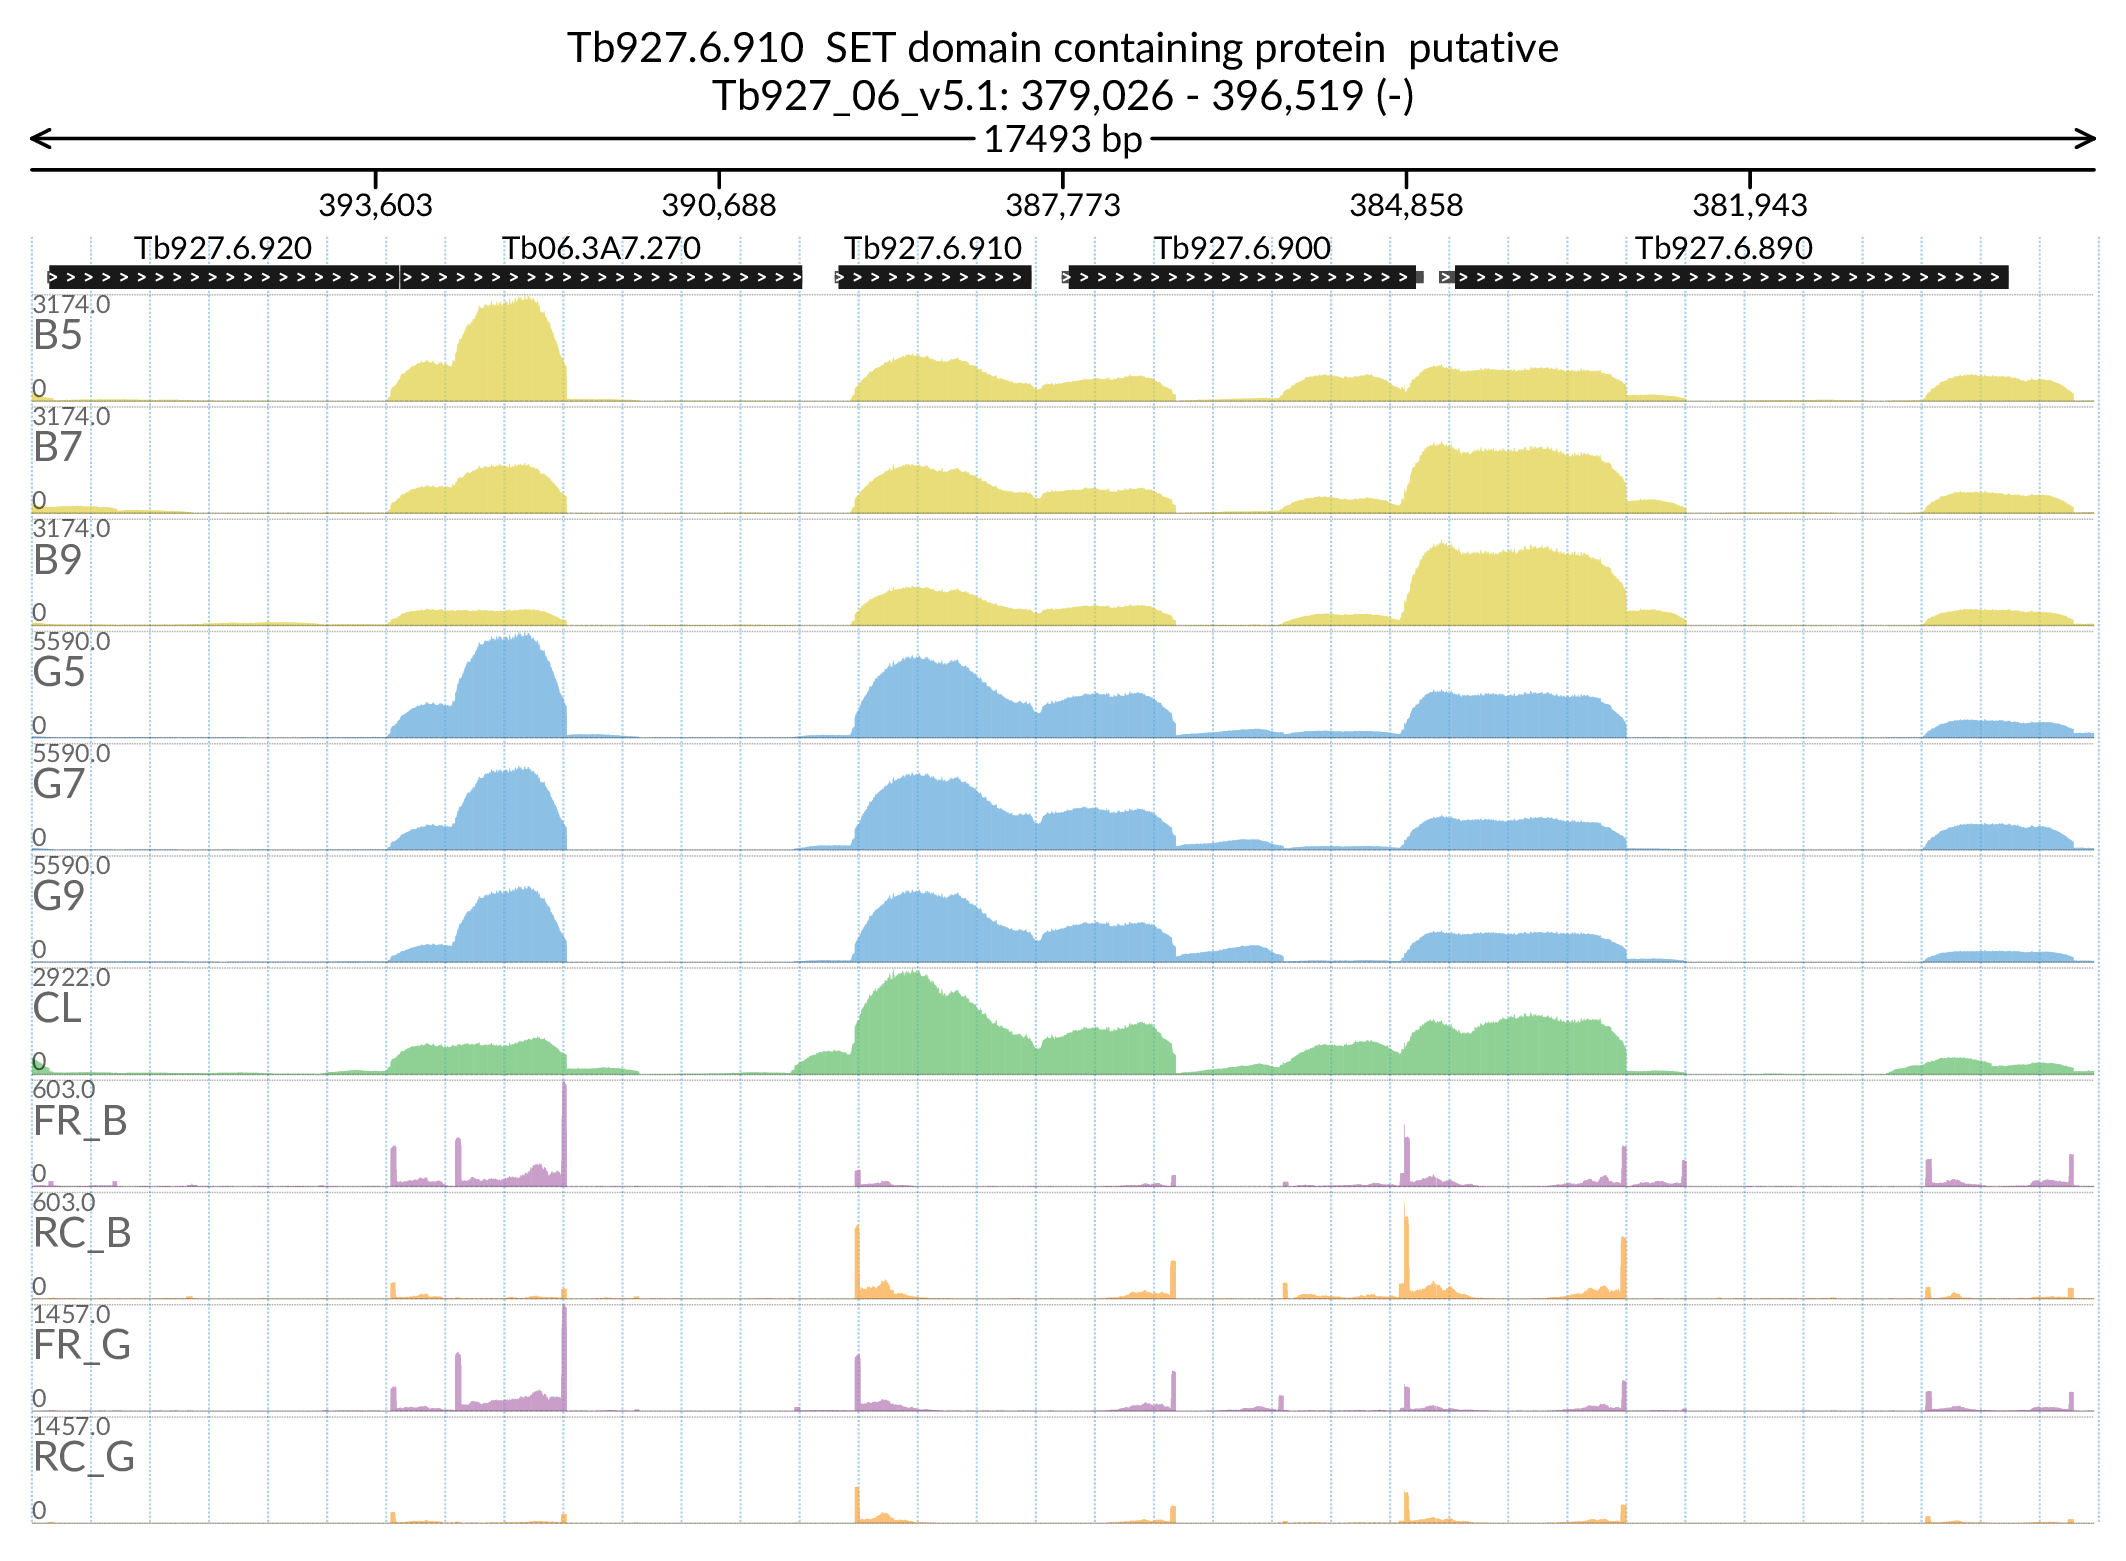 Tb927.6.910  SET domain containing protein  putative
Tb927_06_v5.1: 379,026 - 396,519 (-)
17493 bp
393,603 390,688 387,773 384,858 381,943
Tb927.6.920 Tb06.3A7.270 Tb927.6.910 Tb927.6.900 Tb927.6.890
3174.0
B5
0
3174.0
B7
0
3174.0
B9
0
5590.0
G5
0
5590.0
G7
0
5590.0
G9
0
2922.0
CL
0
603.0
FR_B
0
603.0
RC_B
0
1457.0
FR_G
0
1457.0
RC_G
0